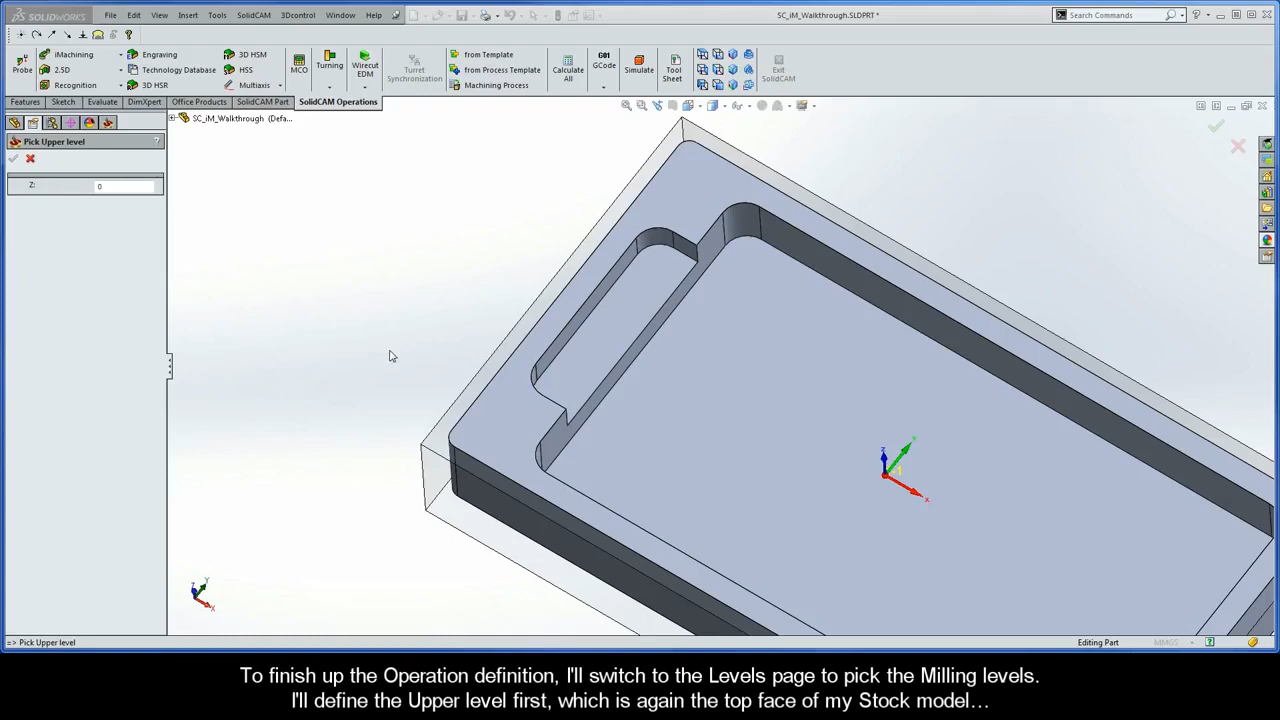 SOLIDWORKS File Edit View Insert Tools SolidCAM 3Dcontrol Window Help SC_iM_Walkthrough.SLDPRT * Search Commands
Probe iMachining Engraving 3D HSM MCO Turning Wirecut EDM Turret Synchronization from Template Calculate All GCode Simulate Tool Sheet Exit SolidCAM
2.5D Technology Database HSS from Process Template
Recognition 3D HSR Multiaxis Machining Process
Features Sketch Evaluate DimXpert Office Products SolidCAM Part SolidCAM Operations
SC_iM_Walkthrough (Defa...
Pick Upper level ?
Z: 0
z
1
x
Z Y
X
=> Pick Upper level Editing Part MMGS
To finish up the Operation definition, I'll switch to the Levels page to pick the Milling levels.
I'll define the Upper level first, which is again the top face of my Stock model…